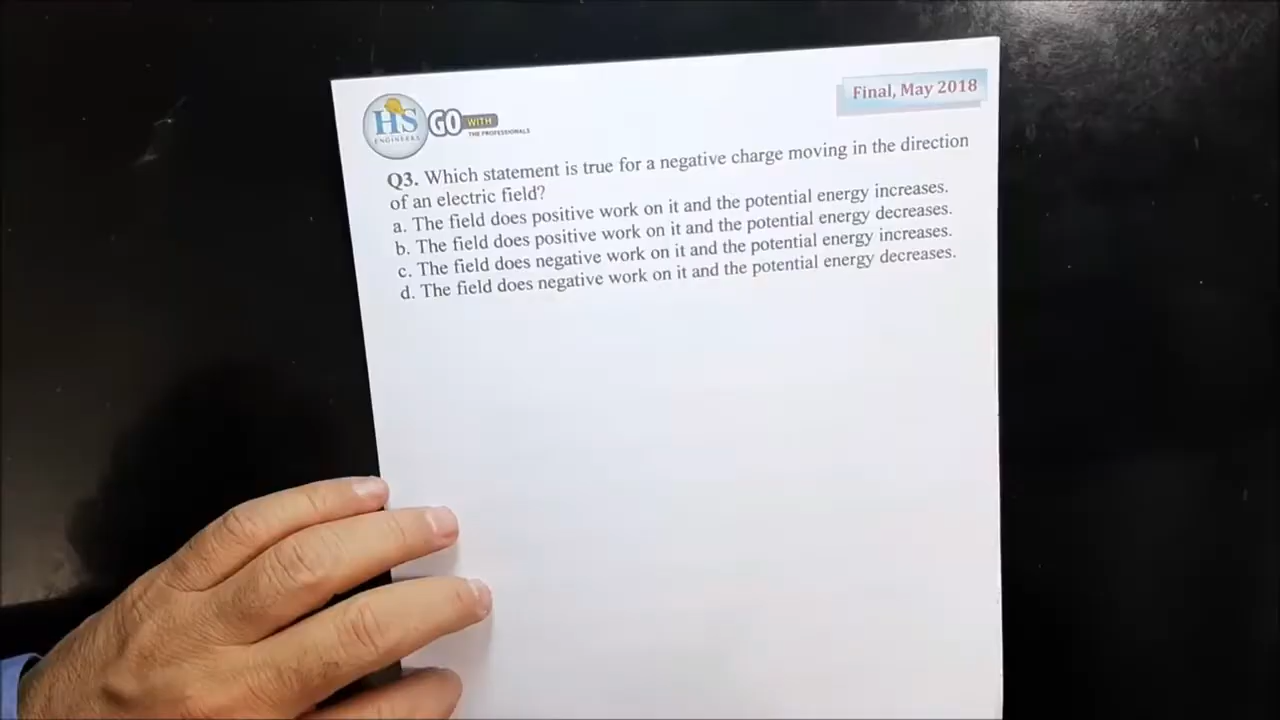 HS
ENGINEERS
GO WITH
THE PROFESSIONALS
Final, May 2018
Q3. Which statement is true for a negative charge moving in the direction
of an electric field?
a. The field does positive work on it and the potential energy increases.
b. The field does positive work on it and the potential energy decreases.
c. The field does negative work on it and the potential energy increases.
d. The field does negative work on it and the potential energy decreases.